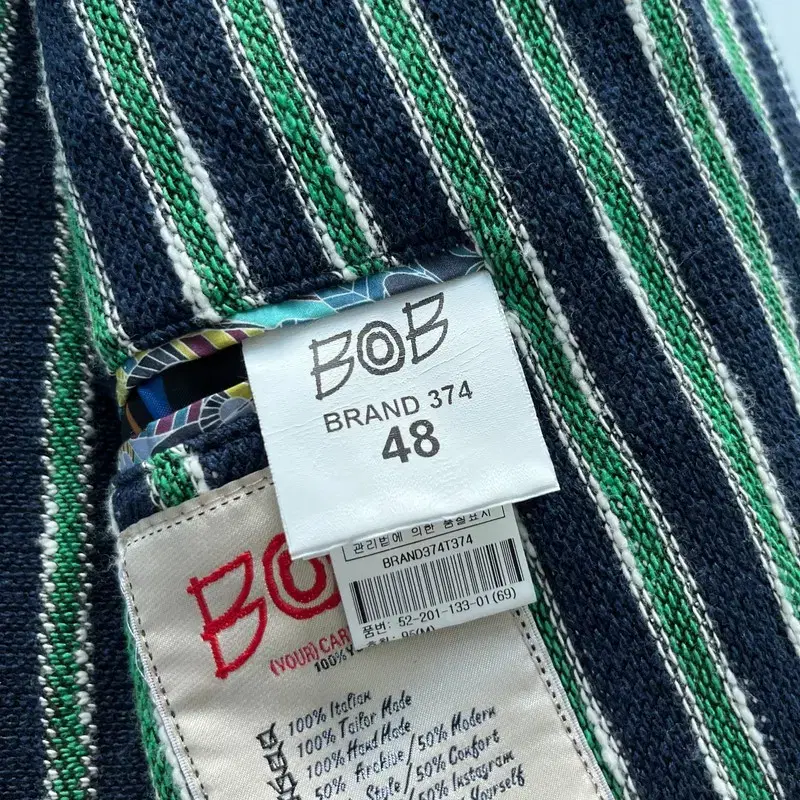 BOB
BRAND 374
48
관리법에 의한 품질표시
BRAND374T374
품번: 52-201-133-01(69)
95(M)
BO
(YOUR) CAR
100%
100% Italian
100% Tailor Made
100% Hand Made
50% Archive / 50% Modern
Style / 50% Comfort
/ 50% Instagram
Yourself